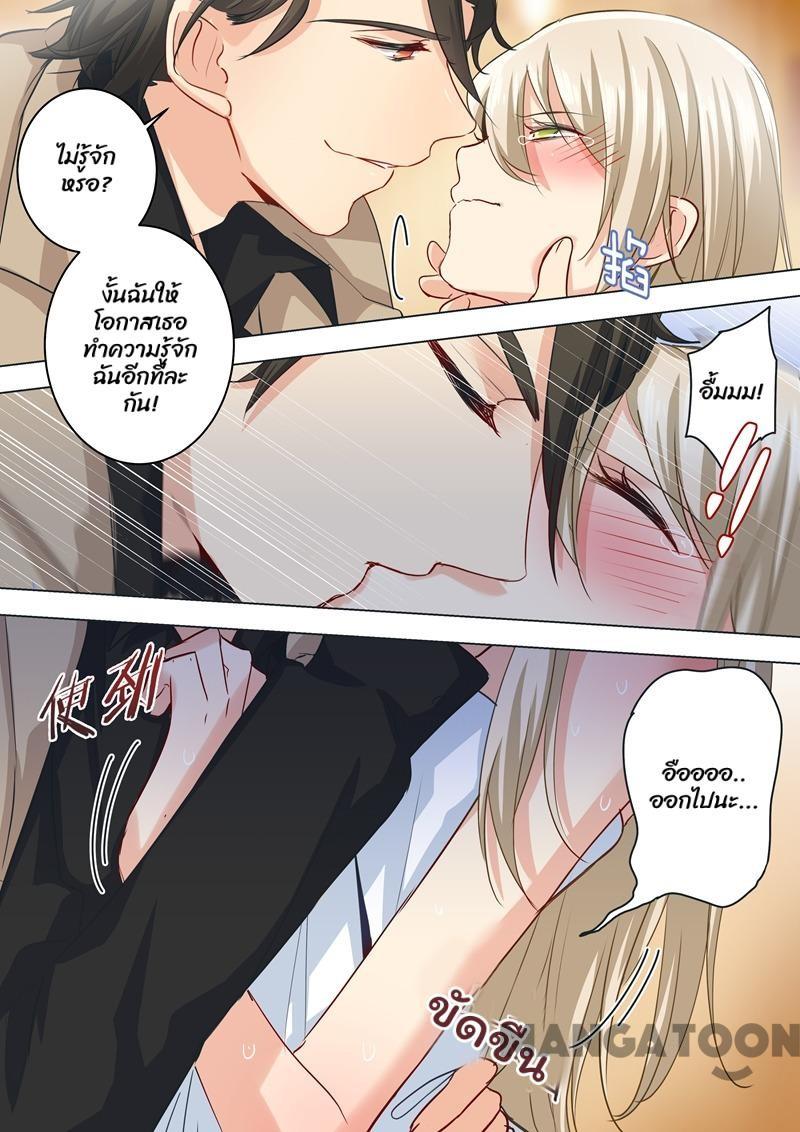 ไม่รู้จัก
หรอ?
งั้นฉันให้
โอกาสเธอ
ทำความรู้จัก
ฉันอีกทีละ
กัน!
掐
อื้มมม!
!!
使
劲
อืออออ..
ออกไปนะ...
ขัดขืน
MANGATOON